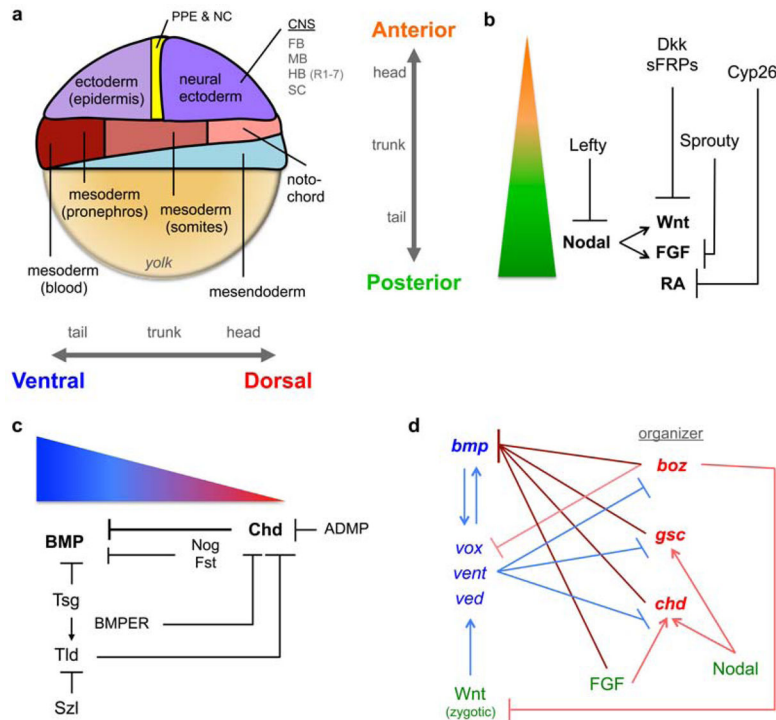 a
PPE & NC
CNS
FB
MB
HB (R1-7)
SC
ectoderm
(epidermis)
neural
ectoderm
mesoderm
(pronephros)
mesoderm
(somites)
noto-
chord
mesoderm
(blood)
yolk
mesendoderm
tail trunk head
Ventral Dorsal
Anterior
head
trunk
tail
Posterior
b
Dkk
sFRPs
Cyp26
Lefty
Sprouty
Wnt
Nodal
FGF
RA
c
BMP
Chd
ADMP
Nog
Fst
Tsg
BMPER
Tld
Szl
d
organizer
bmp
boz
vox
gsc
vent
ved
chd
Wnt
(zygotic)
FGF
Nodal